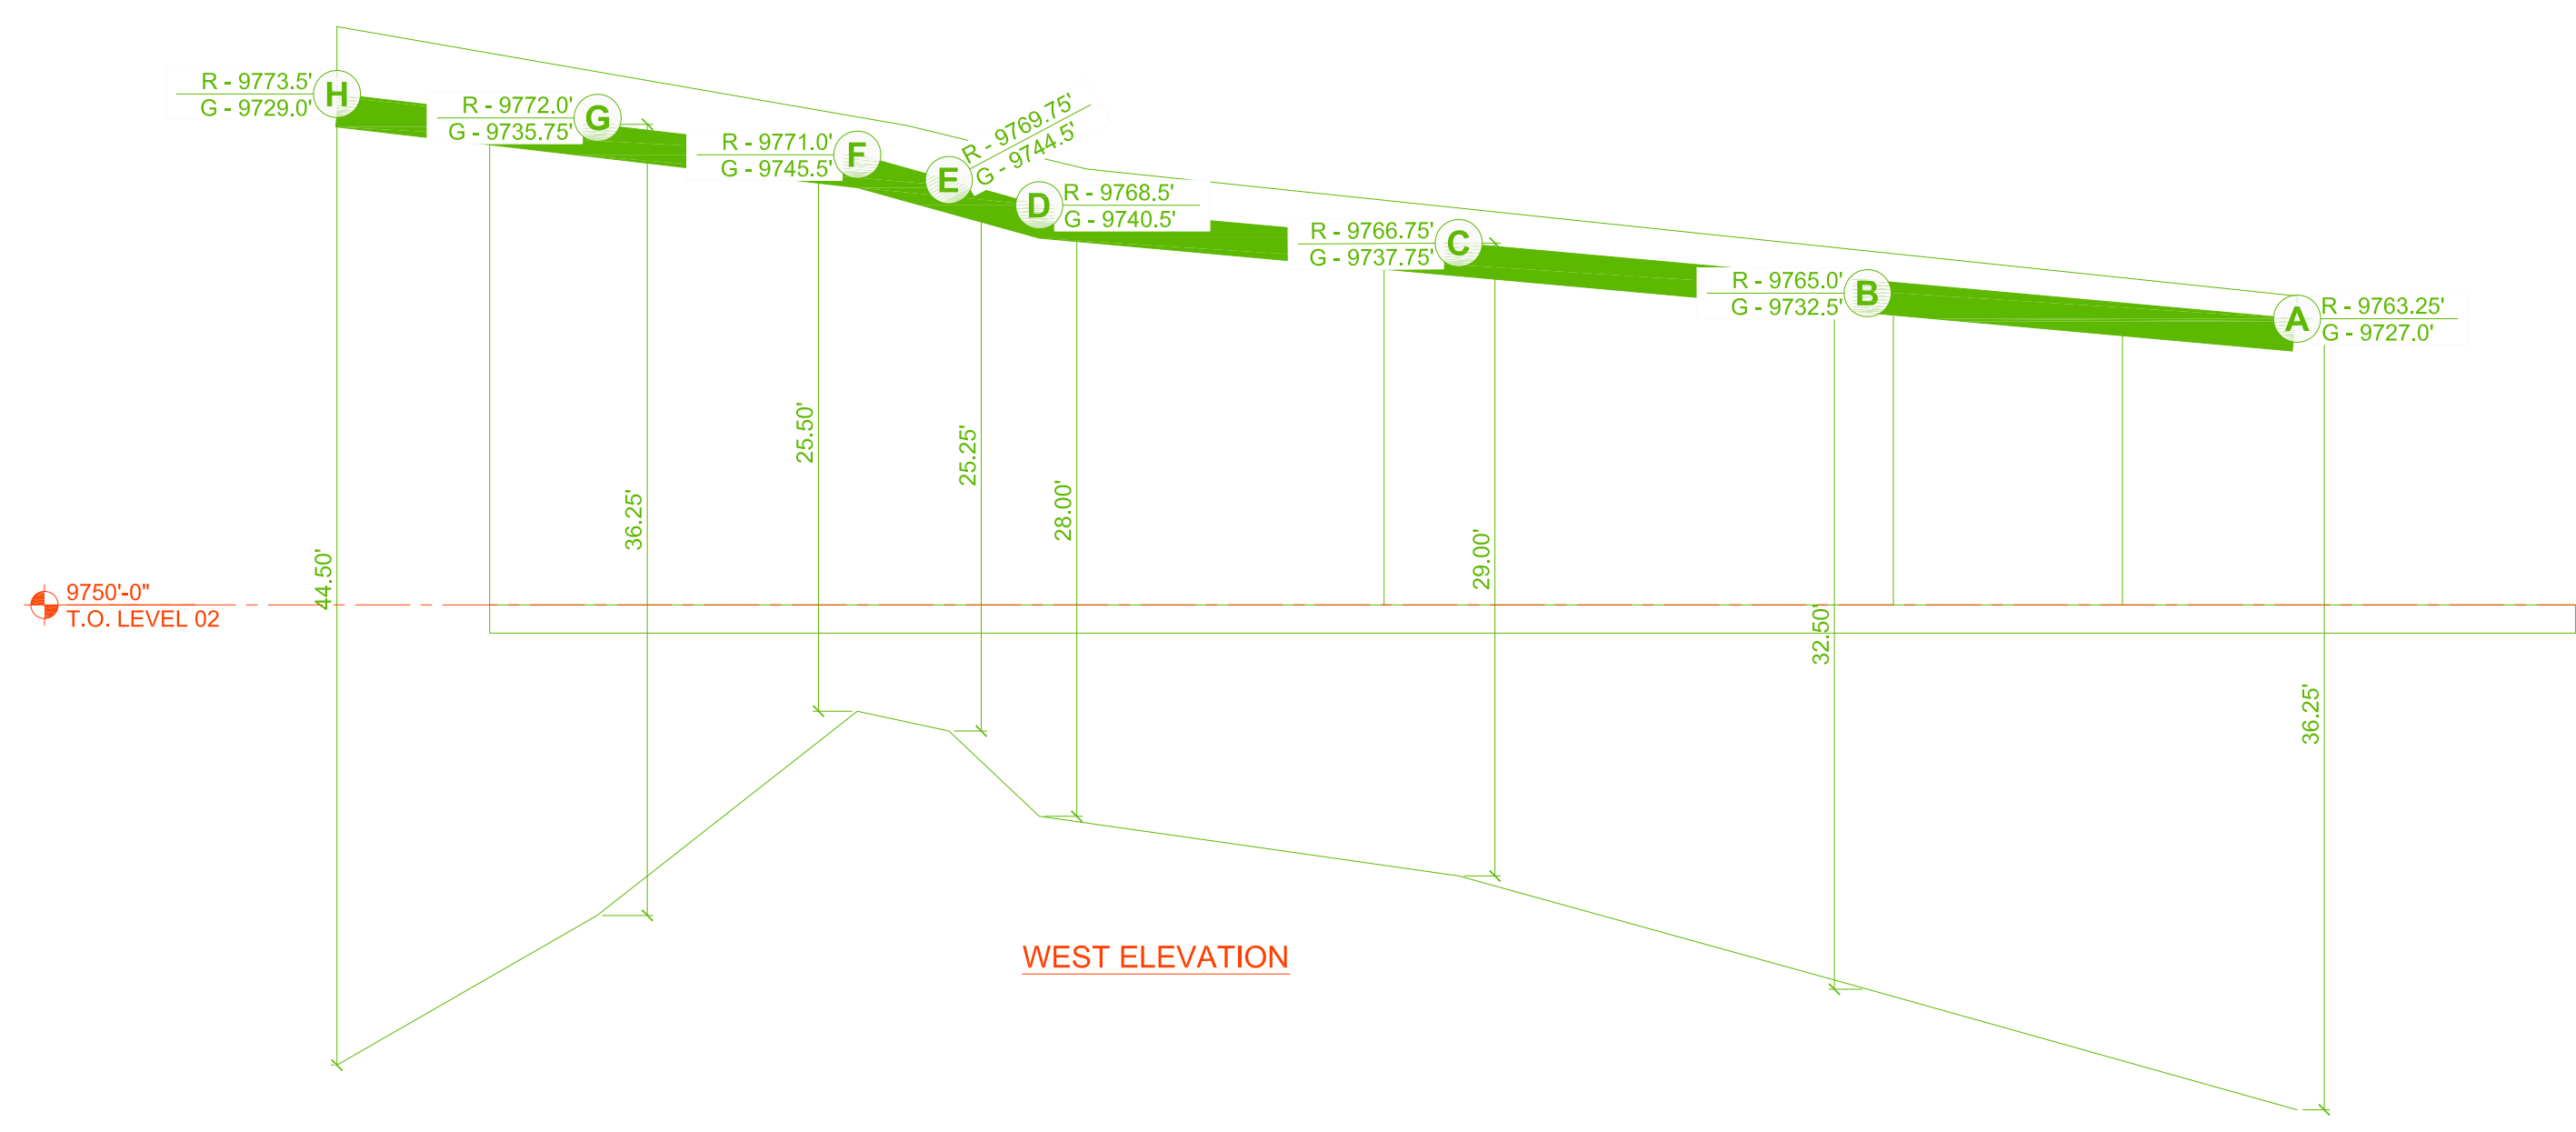 R - 9773.5'
G - 9729.0'
H
R - 9772.0'
G - 9735.75'
G
R - 9771.0'
G - 9745.5'
F
E
R - 9769.75'
G - 9744.5'
D
R - 9768.5'
G - 9740.5'
R - 9766.75'
G - 9737.75'
C
R - 9765.0'
G - 9732.5'
B
A
R - 9763.25'
G - 9727.0'
44.50'
36.25'
25.50'
25.25'
28.00'
29.00'
32.50'
36.25'
9750'-0"
T.O. LEVEL 02
WEST ELEVATION